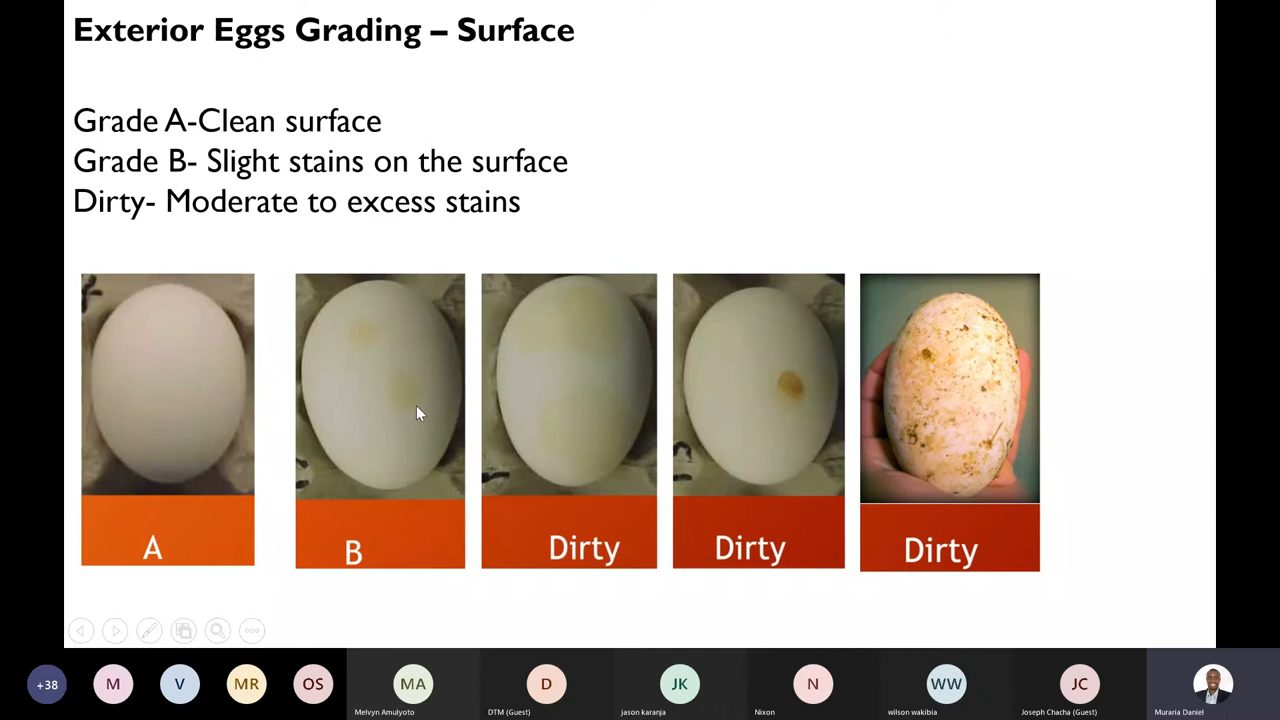 Exterior Eggs Grading – Surface
Grade A-Clean surface
Grade B- Slight stains on the surface
Dirty- Moderate to excess stains
A
B
Dirty
Dirty
Dirty
+38
M
V
MR
OS
MA
D
JK
N
WW
JC
Melvyn Amulyoto
DTM (Guest)
jason karanja
Nixon
wilson wakibia
Joseph Chacha (Guest)
Muraria Daniel